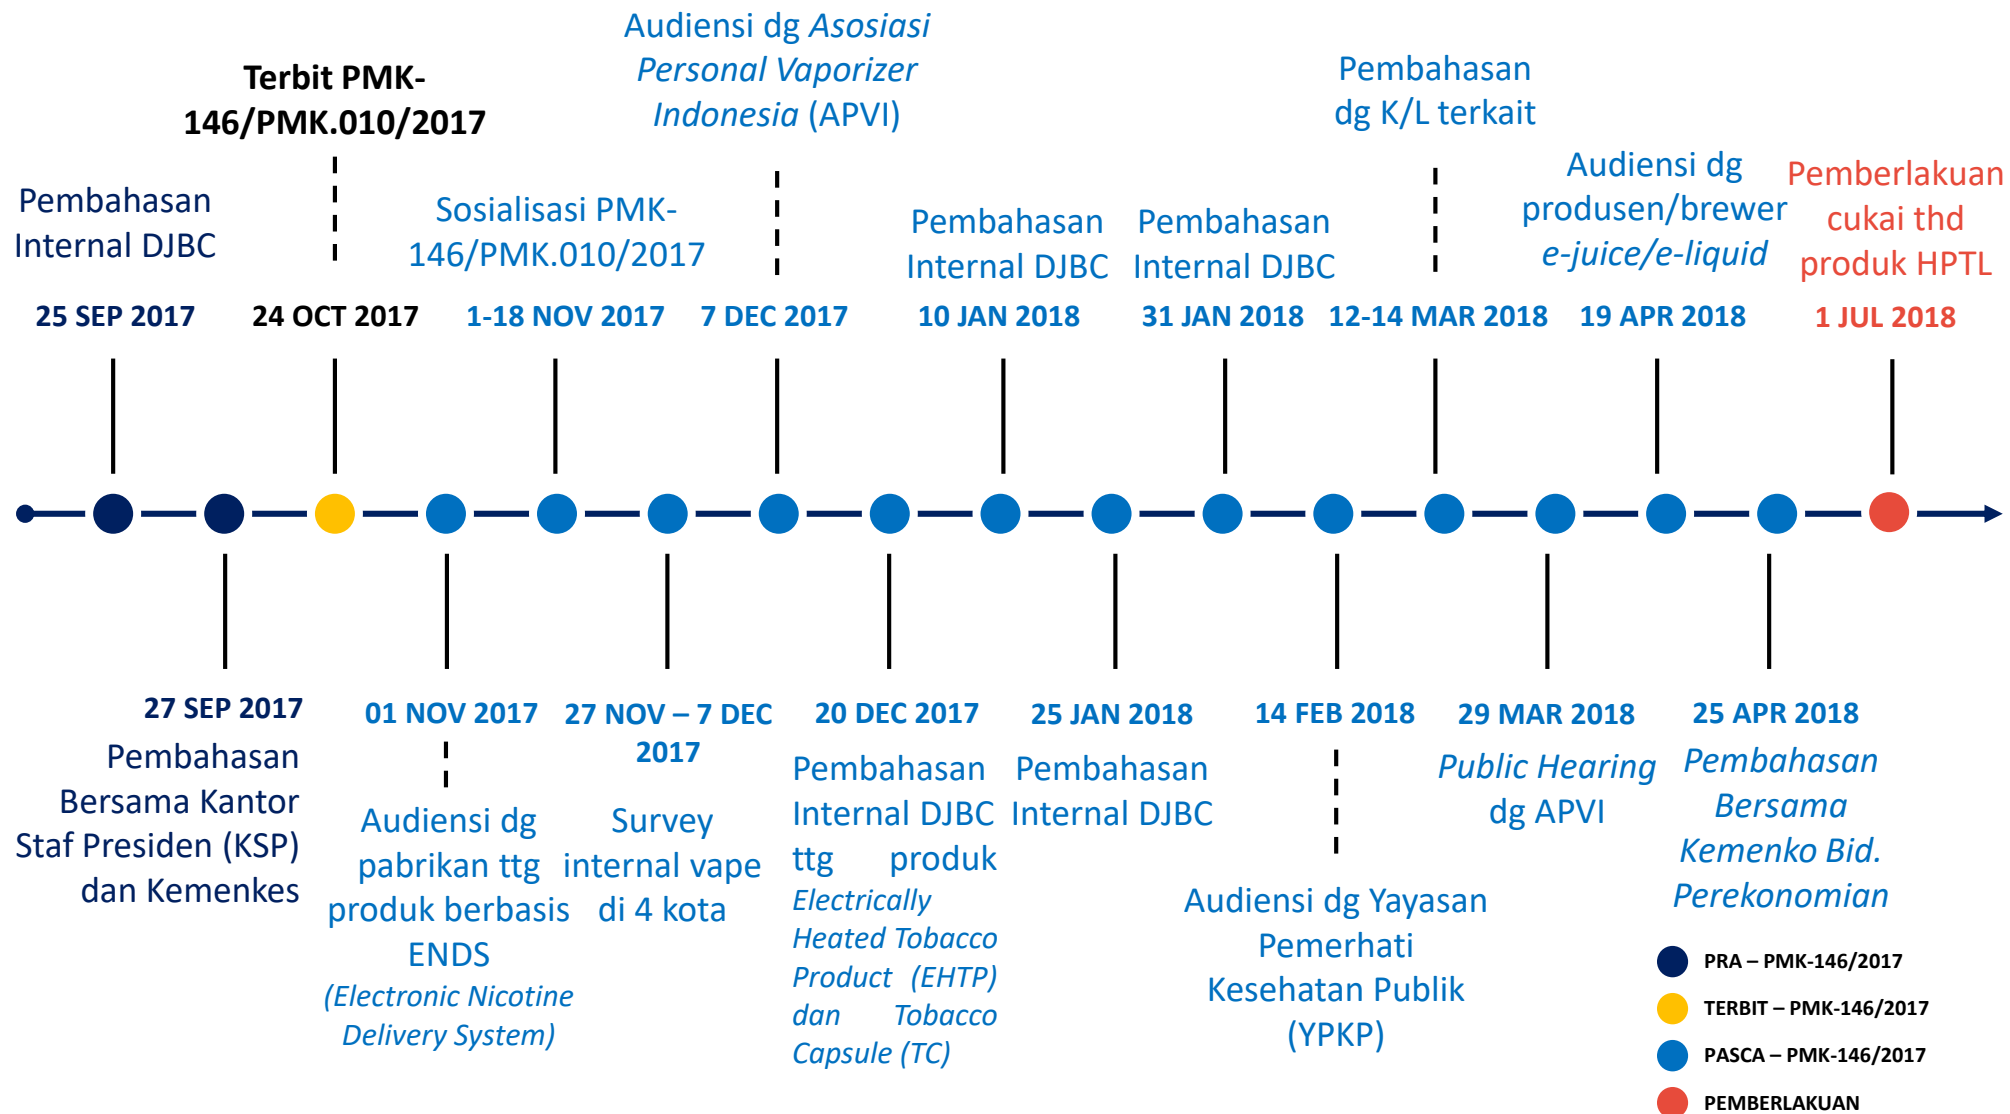 Terbit PMK-
146/PMK.010/2017
Audiensi dg Asosiasi
Personal Vaporizer
Indonesia (APVI)
Pembahasan
dg K/L terkait
Pembahasan
Internal DJBC
Sosialisasi PMK-
146/PMK.010/2017
Pembahasan
Internal DJBC
Pembahasan
Internal DJBC
Audiensi dg
produsen/brewer
e-juice/e-liquid
Pemberlakuan
cukai thd
produk HPTL
25 SEP 2017
24 OCT 2017
1-18 NOV 2017
7 DEC 2017
10 JAN 2018
31 JAN 2018
12-14 MAR 2018
19 APR 2018
1 JUL 2018
27 SEP 2017
Pembahasan
Bersama Kantor
Staf Presiden (KSP)
dan Kemenkes
01 NOV 2017
Audiensi dg
pabrikan ttg
produk berbasis
ENDS
(Electronic Nicotine
Delivery System)
27 NOV – 7 DEC
2017
Survey
internal vape
di 4 kota
20 DEC 2017
Pembahasan
Internal DJBC
ttg produk
Electrically
Heated Tobacco
Product (EHTP)
dan Tobacco
Capsule (TC)
25 JAN 2018
Pembahasan
Internal DJBC
14 FEB 2018
Audiensi dg Yayasan
Pemerhati
Kesehatan Publik
(YPKP)
29 MAR 2018
Public Hearing
dg APVI
25 APR 2018
Pembahasan
Bersama
Kemenko Bid.
Perekonomian
PRA – PMK-146/2017
TERBIT – PMK-146/2017
PASCA – PMK-146/2017
PEMBERLAKUAN